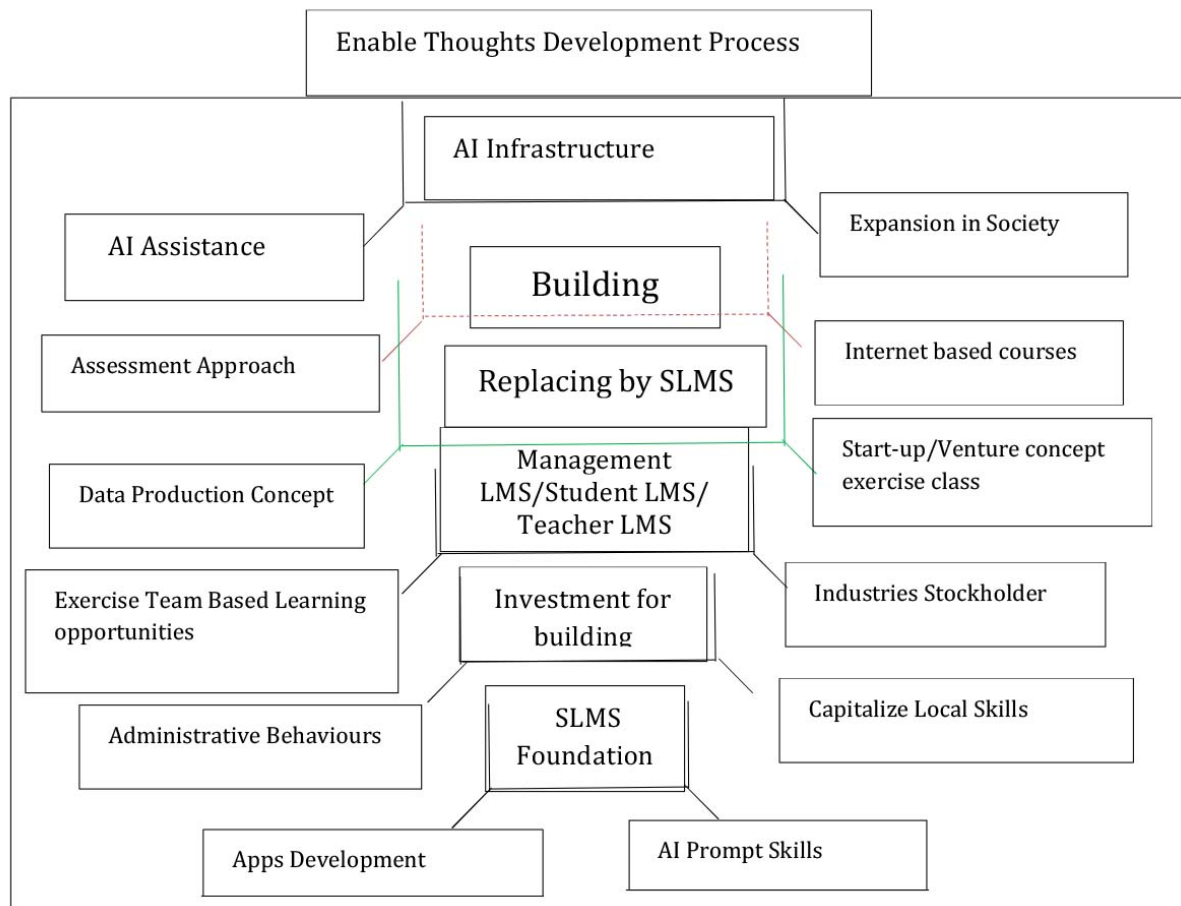 Enable Thoughts Development Process
AI Infrastructure
AI Assistance
Expansion in Society
Building
Assessment Approach
Internet based courses
Replacing by SLMS
Data Production Concept
Management
LMS/Student LMS/
Teacher LMS
Start-up/Venture concept
exercise class
Exercise Team Based Learning
opportunities
Investment for
building
Industries Stockholder
Administrative Behaviours
SLMS
Foundation
Capitalize Local Skills
Apps Development
AI Prompt Skills